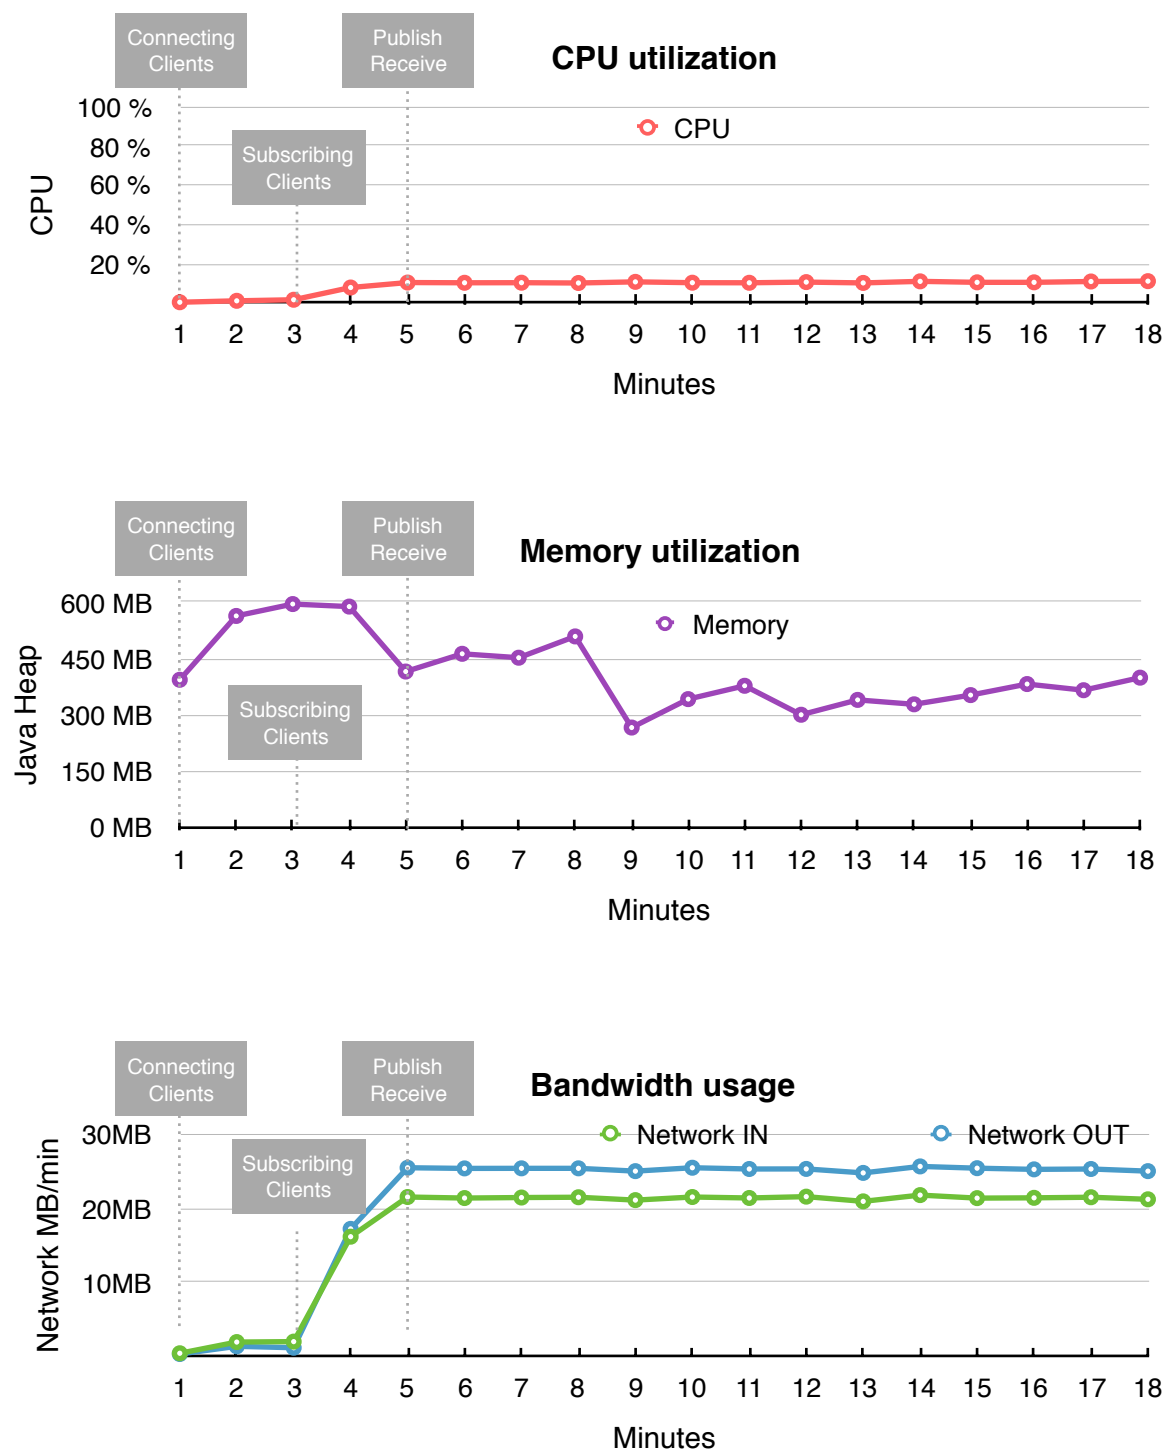 Connecting
Clients
Publish
Receive
CPU utilization
100 %
CPU
80 %
Subscribing
Clients
60 %
CPU
40 %
20 %
1 2 3 4 5 6 7 8 9 10 11 12 13 14 15 16 17 18
Minutes
Connecting
Clients
Publish
Receive
Memory utilization
600 MB
Memory
450 MB
Java Heap
Subscribing
Clients
300 MB
150 MB
0 MB
1 2 3 4 5 6 7 8 9 10 11 12 13 14 15 16 17 18
Minutes
Connecting
Clients
Publish
Receive
Bandwidth usage
30MB
Network IN
Network OUT
Subscribing
Clients
20MB
Network MB/min
10MB
1 2 3 4 5 6 7 8 9 10 11 12 13 14 15 16 17 18
Minutes